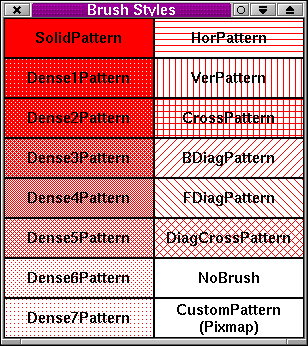 Brush Styles
SolidPattern
HorPattern
Dense1Pattern
VerPattern
Dense2Pattern
CrossPattern
Dense3Pattern
BDiagPattern
Dense4Pattern
FDiagPattern
Dense5Pattern
DiagCrossPattern
Dense6Pattern
NoBrush
Dense7Pattern
CustomPattern
(Pixmap)